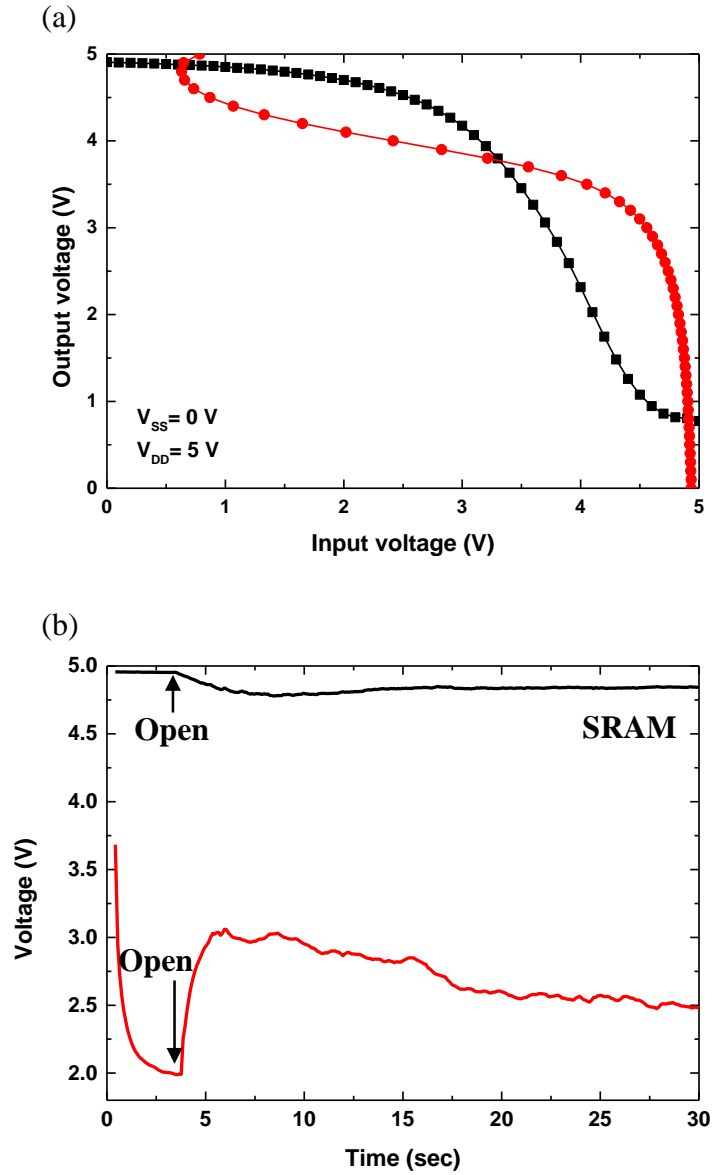 (a)
5
4
3
2
1
0
Output voltage (V)
V_SS= 0 V
V_DD= 5 V
0 1 2 3 4 5
Input voltage (V)
(b)
5.0
4.5
4.0
3.5
3.0
2.5
2.0
Voltage (V)
Open
SRAM
Open
0 5 10 15 20 25 30
Time (sec)